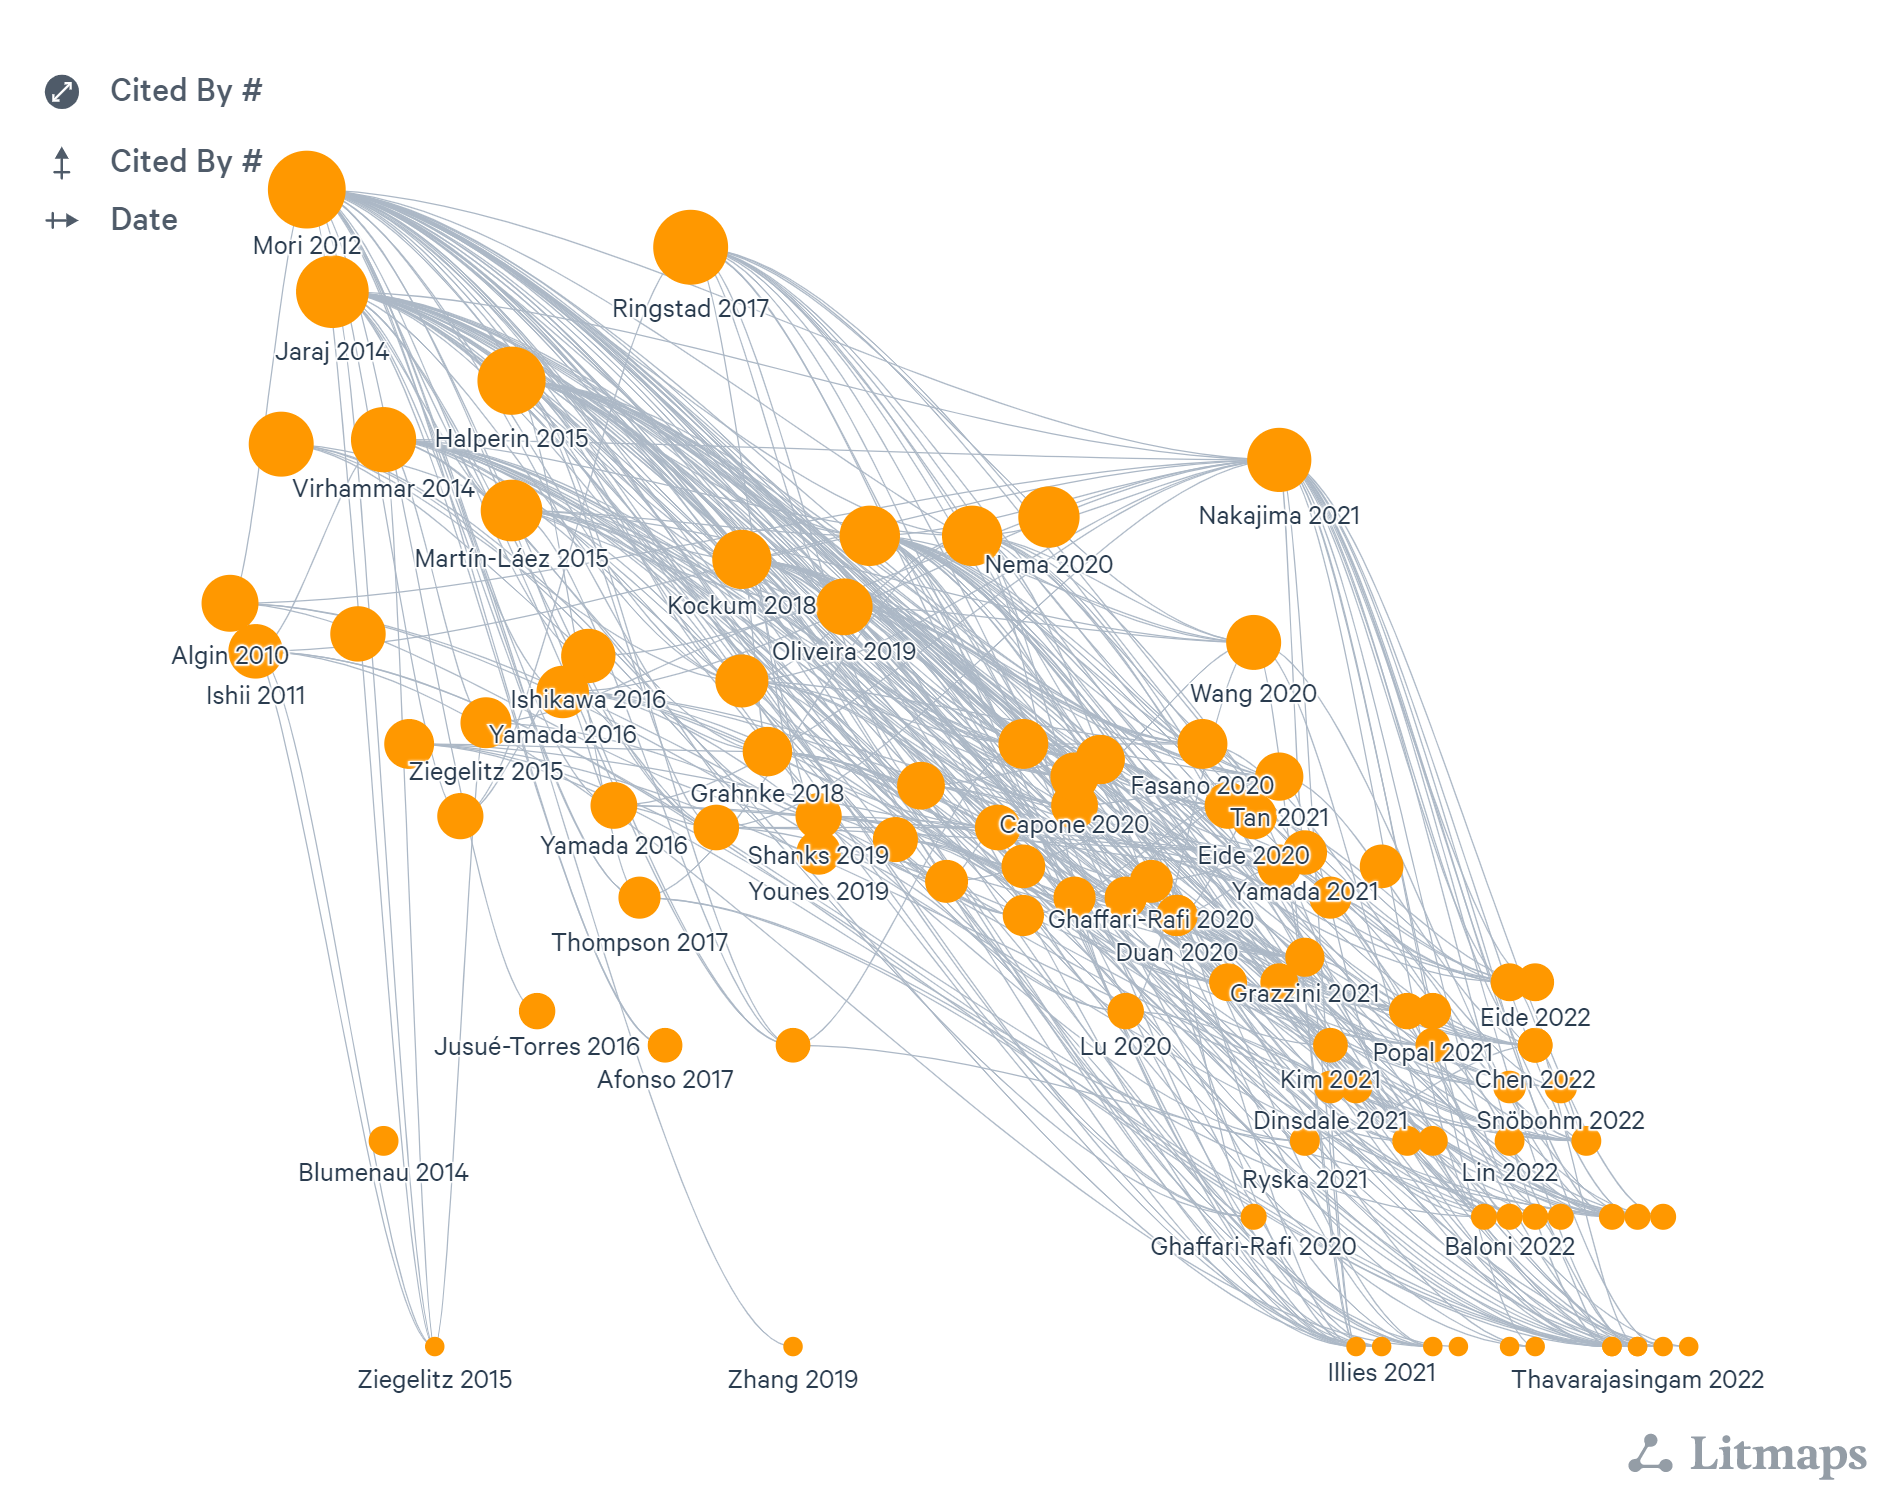 Cited By #
Cited By #
Date
Mori 2012
Ringstad 2017
Jaraj 2014
Halperin 2015
Virhammar 2014
Nakajima 2021
Martín-Láez 2015
Nema 2020
Kockum 2018
Oliveira 2019
Algin 2010
Ishii 2011
Wang 2020
Ishikawa 2016
Yamada 2016
Ziegelitz 2015
Fasano 2020
Grahnke 2018
Tan 2021
Capone 2020
Yamada 2016
Shanks 2019
Eide 2020
Younes 2019
Yamada 2021
Ghaffari-Rafi 2020
Thompson 2017
Duan 2020
Grazzini 2021
Eide 2022
Jusué-Torres 2016
Lu 2020
Popal 2021
Afonso 2017
Kim 2021
Chen 2022
Dinsdale 2021
Snöbohm 2022
Blumenau 2014
Lin 2022
Ryska 2021
Ghaffari-Rafi 2020
Baloni 2022
Ziegelitz 2015
Zhang 2019
Illies 2021
Thavarajasingam 2022
Litmaps